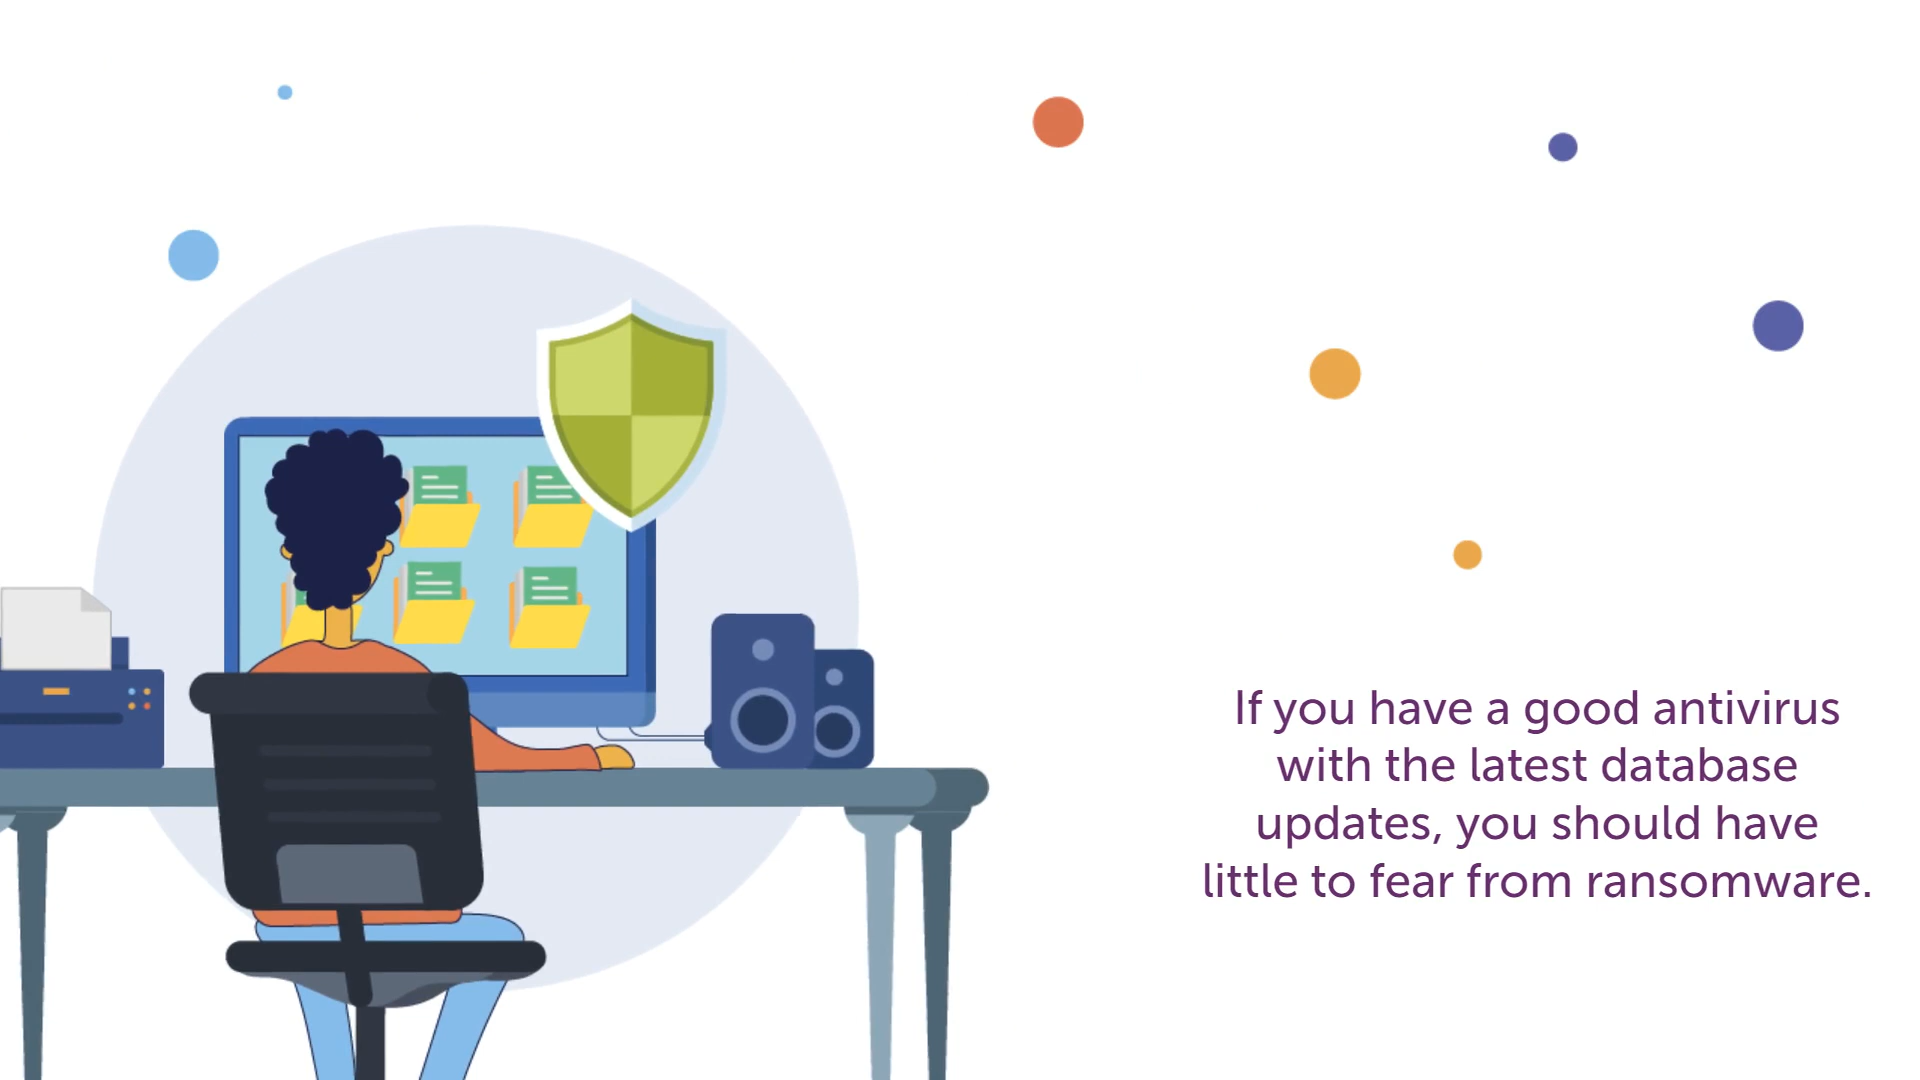 If you have a good antivirus
with the latest database
updates, you should have
little to fear from ransomware.